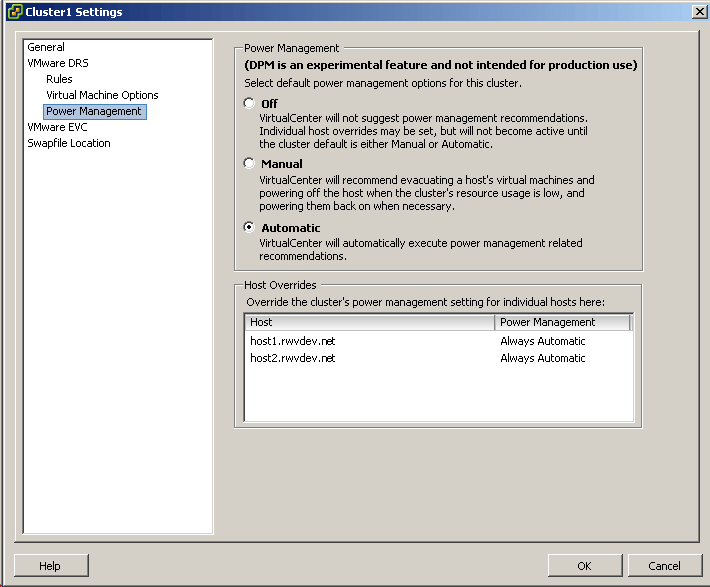 Cluster1 Settings
General
VMware DRS
Rules
Virtual Machine Options
Power Management
VMware EVC
Swapfile Location
Power Management
(DPM is an experimental feature and not intended for production use)
Select default power management options for this cluster.
Off
VirtualCenter will not suggest power management recommendations.
Individual host overrides may be set, but will not become active until
the cluster default is either Manual or Automatic.
Manual
VirtualCenter will recommend evacuating a host's virtual machines and
powering off the host when the cluster's resource usage is low, and
powering them back on when necessary.
Automatic
VirtualCenter will automatically execute power management related
recommendations.
Host Overrides
Override the cluster's power management setting for individual hosts here:
Host Power Management
host1.rwvdev.net Always Automatic
host2.rwvdev.net Always Automatic
Help OK Cancel